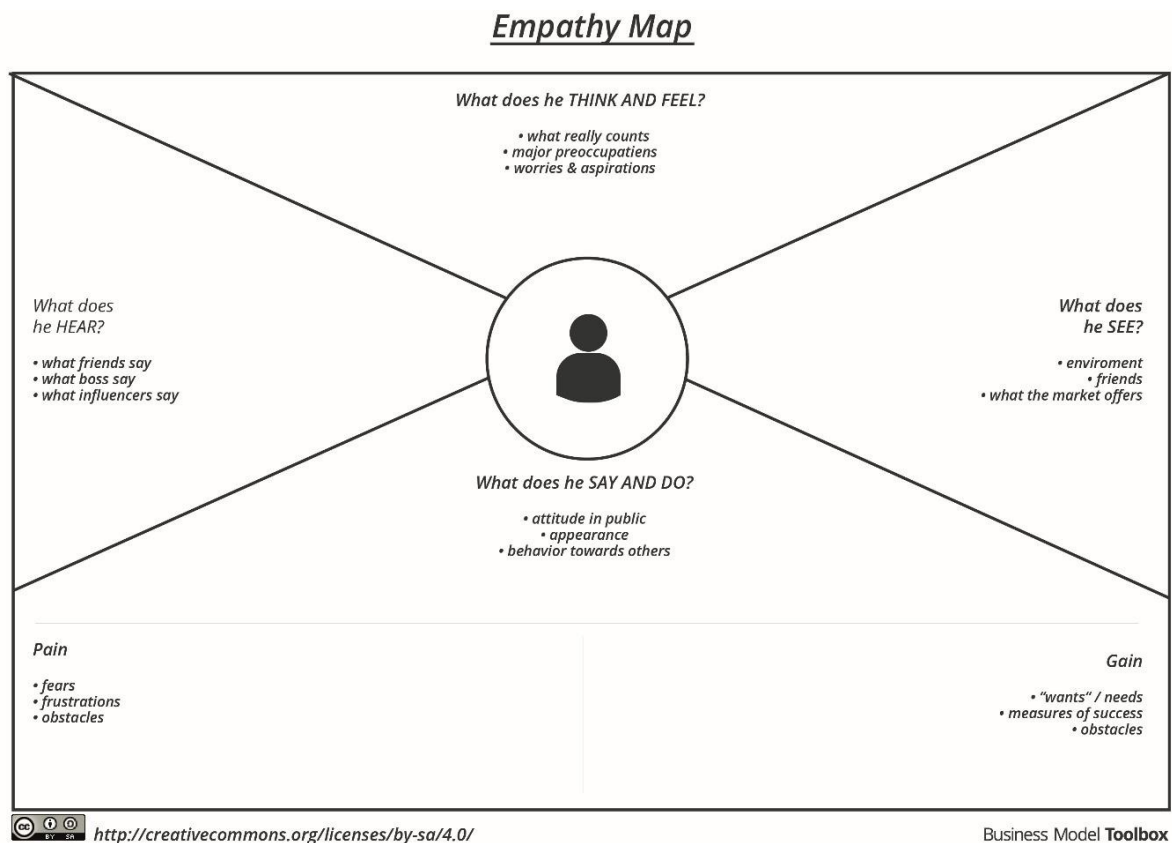 Empathy Map
What does he THINK AND FEEL?
• what really counts
• major preoccupatiens
• worries & aspirations
What does
he HEAR?
• what friends say
• what boss say
• what influencers say
What does
he SEE?
• enviroment
• friends
• what the market offers
What does he SAY AND DO?
• attitude in public
• appearance
• behavior towards others
Pain
• fears
• frustrations
• obstacles
Gain
• “wants“ / needs
• measures of success
• obstacles
cc BY SA
http://creativecommons.org/licenses/by-sa/4.0/
Business Model Toolbox